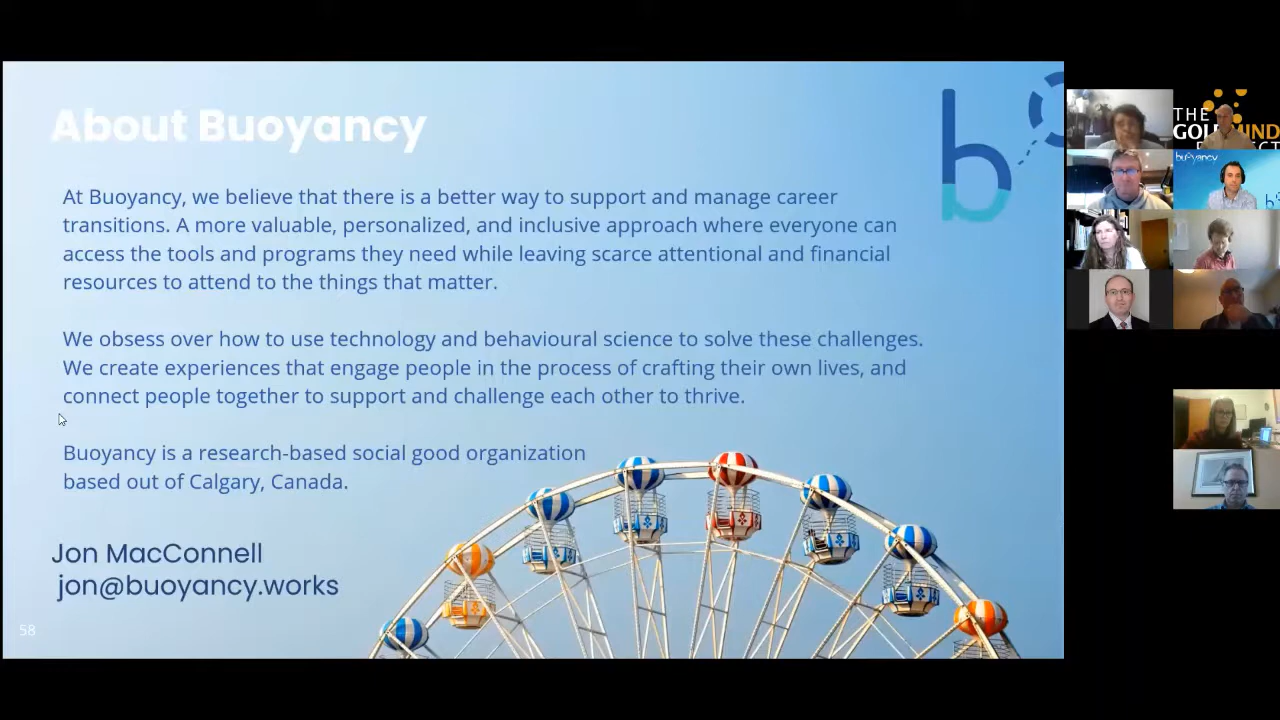 About Buoyancy
At Buoyancy, we believe that there is a better way to support and manage career
transitions. A more valuable, personalized, and inclusive approach where everyone can
access the tools and programs they need while leaving scarce attentional and financial
resources to attend to the things that matter.
We obsess over how to use technology and behavioural science to solve these challenges.
We create experiences that engage people in the process of crafting their own lives, and
connect people together to support and challenge each other to thrive.
Buoyancy is a research-based social good organization
based out of Calgary, Canada.
Jon MacConnell
jon@buoyancy.works
58
b
THE
buoyancy